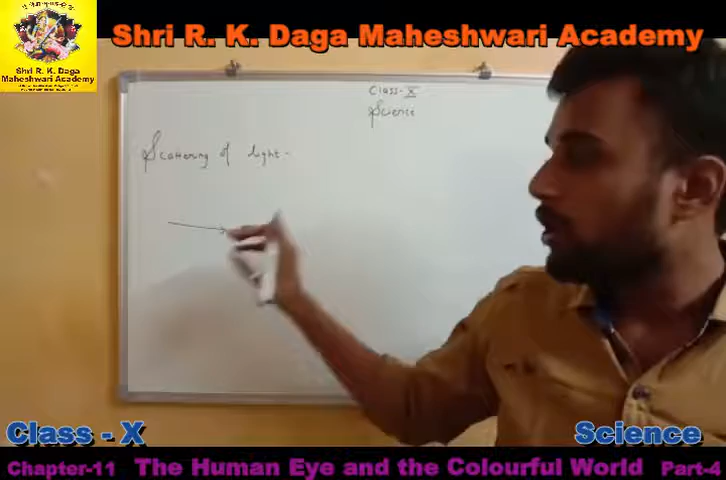 Shri R. K. Daga Maheshwari Academy
Shri R. K. Daga
Maheshwari Academy
Class-X
Science
Scattering of light -
Class - X
Science
Chapter-11 The Human Eye and the Colourful World Part-4